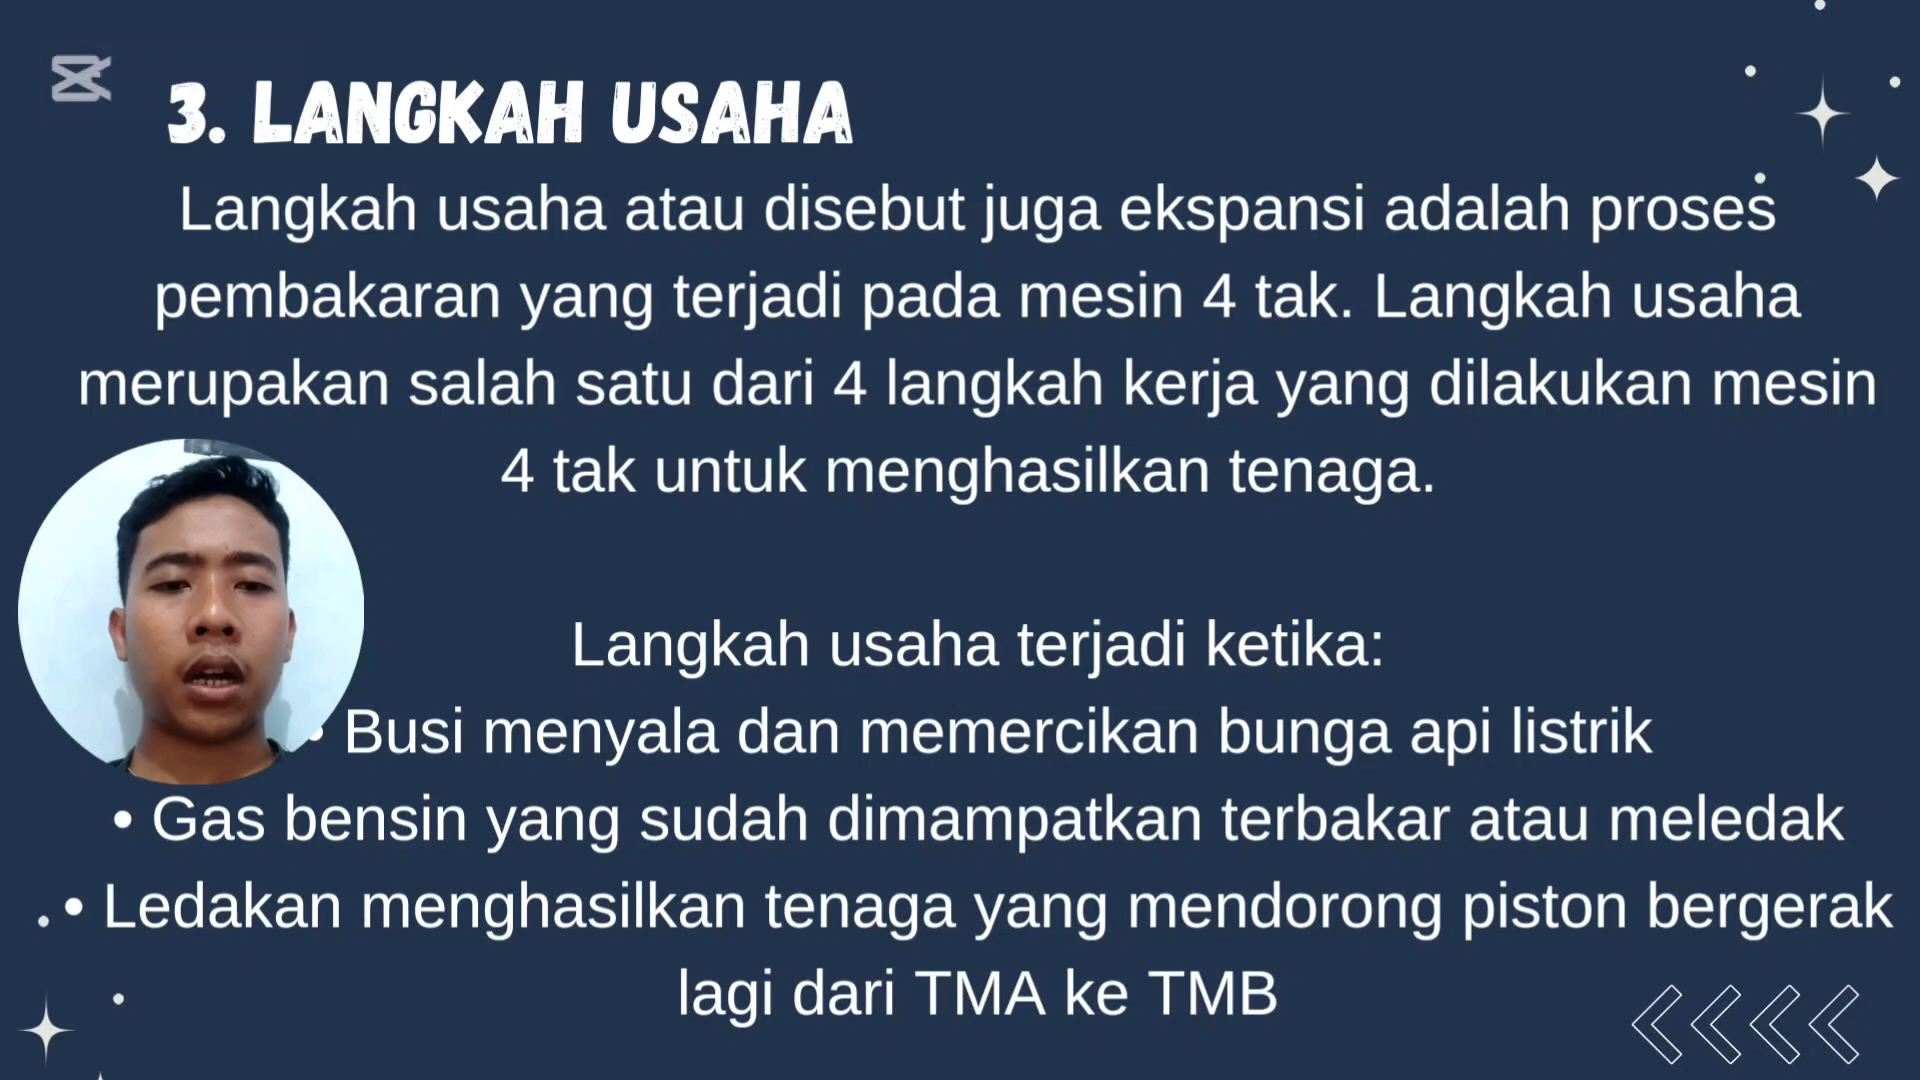 3. LANGKAH USAHA
Langkah usaha atau disebut juga ekspansi adalah proses
pembakaran yang terjadi pada mesin 4 tak. Langkah usaha
merupakan salah satu dari 4 langkah kerja yang dilakukan mesin
4 tak untuk menghasilkan tenaga.
Langkah usaha terjadi ketika:
• Busi menyala dan memercikan bunga api listrik
• Gas bensin yang sudah dimampatkan terbakar atau meledak
• Ledakan menghasilkan tenaga yang mendorong piston bergerak
lagi dari TMA ke TMB